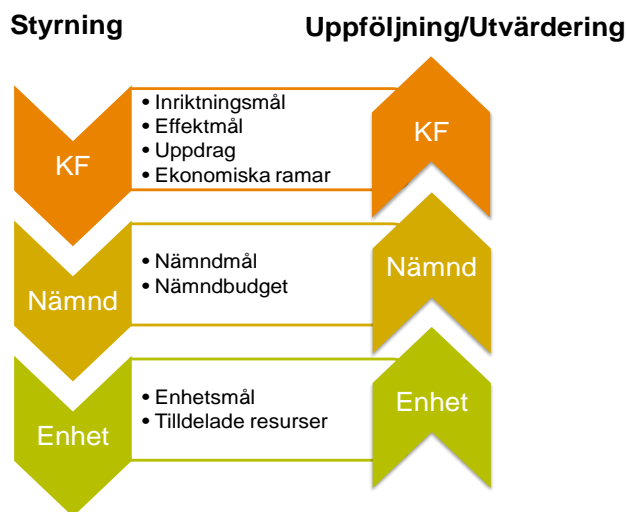 Styrning
Uppföljning/Utvärdering
KF
• Inriktningsmål
• Effektmål
• Uppdrag
• Ekonomiska ramar
KF
Nämnd
• Nämndmål
• Nämndbudget
Nämnd
Enhet
• Enhetsmål
• Tilldelade resurser
Enhet